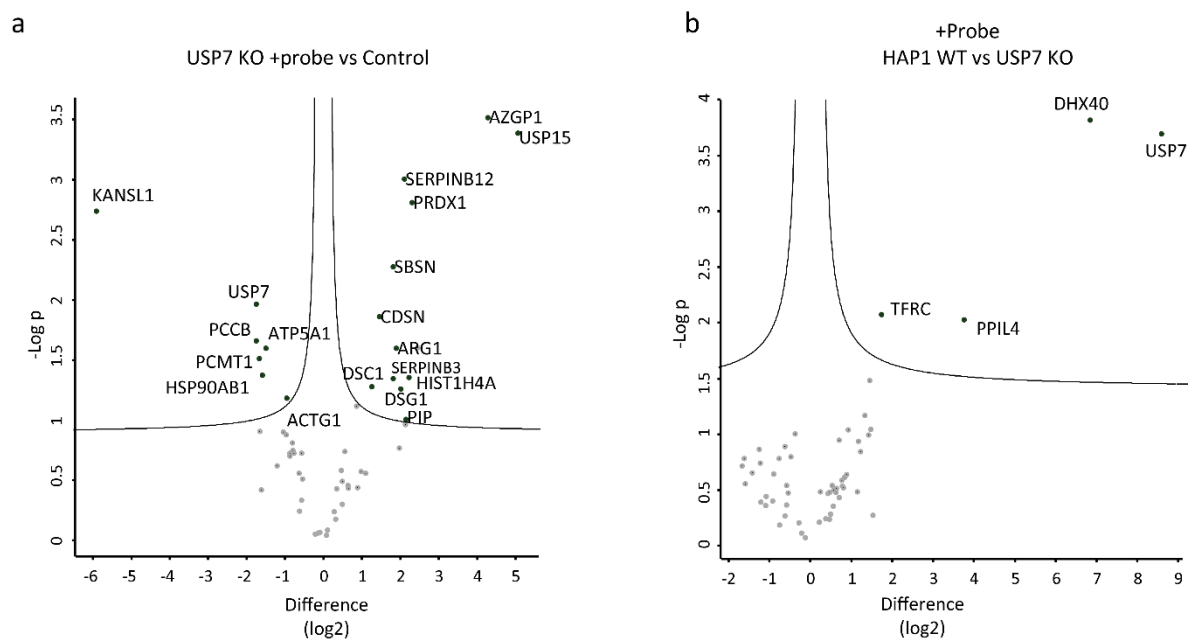 a
USP7 KO +probe vs Control
3.5
3
2.5
2
1.5
1
0.5
0
-Log p
AZGP1
USP15
SERPINB12
PRDX1
KANSL1
SBSN
USP7
CDSN
PCCB
ATP5A1
ARG1
PCMT1
SERPINB3
DSC1
HIST1H4A
HSP90AB1
DSG1
ACTG1
PIP
-6 -5 -4 -3 -2 -1 0 1 2 3 4 5
Difference
(log2)
b
+Probe
HAP1 WT vs USP7 KO
4
3.5
3
2.5
2
1.5
1
0.5
0
-Log p
DHX40
USP7
TFRC
PPIL4
-2 -1 0 1 2 3 4 5 6 7 8 9
Difference
(log2)